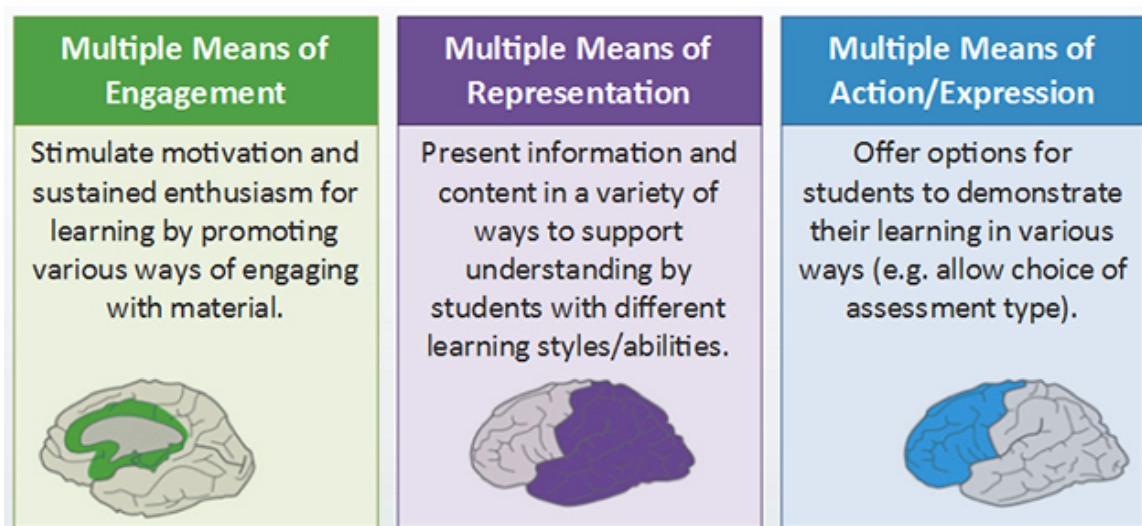 Multiple Means of
Engagement
Stimulate motivation and
sustained enthusiasm for
learning by promoting
various ways of engaging
with material.
Multiple Means of
Representation
Present information and
content in a variety of
ways to support
understanding by
students with different
learning styles/abilities.
Multiple Means of
Action/Expression
Offer options for
students to demonstrate
their learning in various
ways (e.g. allow choice of
assessment type).